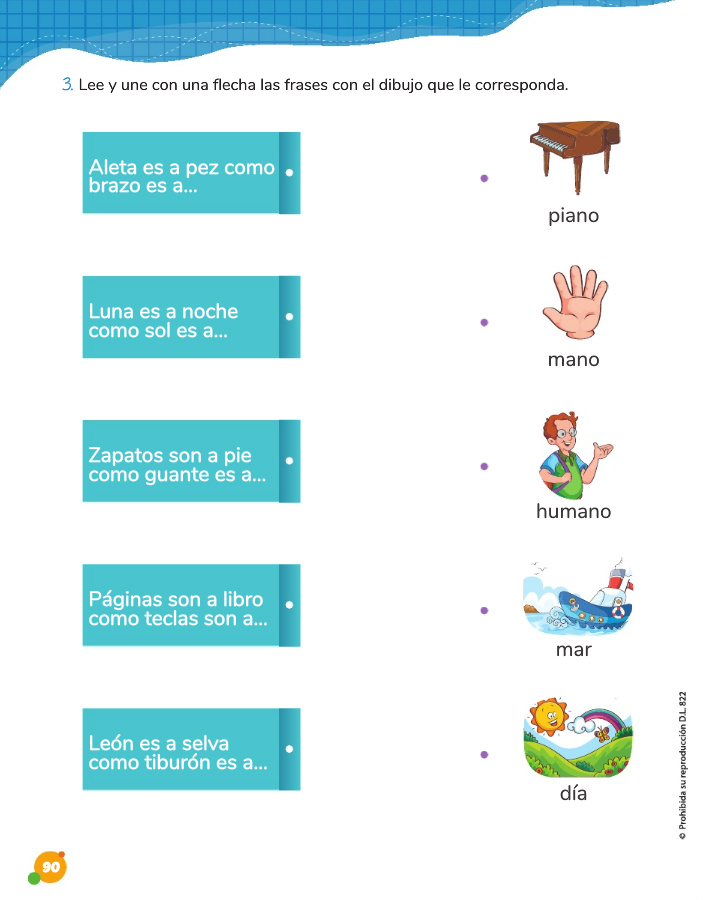 3. Lee y une con una flecha las frases con el dibujo que le corresponda.
Aleta es a pez como
brazo es a...
piano
Luna es a noche
como sol es a...
mano
Zapatos son a pie
como guante es a...
humano
Páginas son a libro
como teclas son a...
mar
León es a selva
como tiburón es a...
día
© Prohibida su reproducción D.L. 822
90